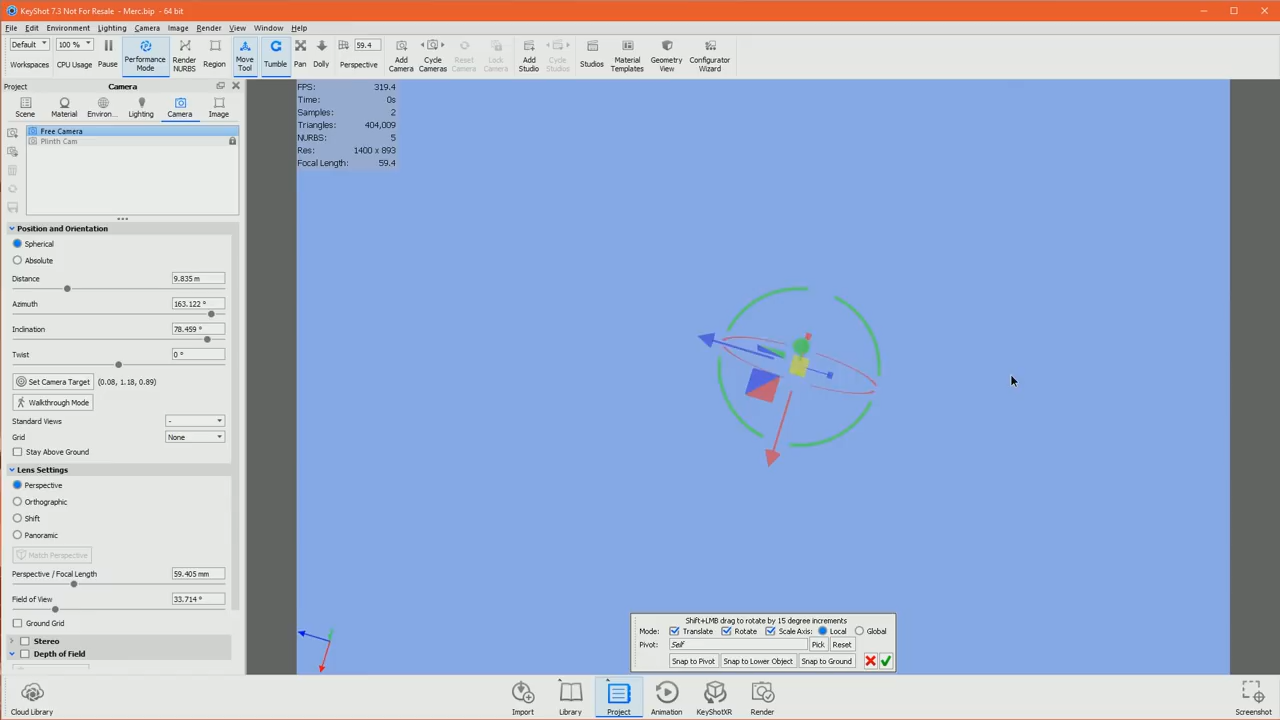 KeyShot 7.3 Not For Resale - Merc.bip - 64 bit
File Edit Environment Lighting Camera Image Render View Window Help
Default 100 % 59.4
Workspaces CPU Usage Pause Performance Mode Render NURBS Region Move Tool Tumble Pan Dolly Perspective Add Camera Cycle Cameras Reset Camera Lock Camera Add Studio Cycle Studios Studios Material Templates Geometry View Configurator Wizard
Project Camera
Scene Material Environ... Lighting Camera Image
Free Camera
Plinth Cam
Position and Orientation
Spherical
Absolute
Distance 9.835 m
Azimuth 163.122 °
Inclination 78.459 °
Twist 0 °
Set Camera Target (0.08, 1.18, 0.89)
Walkthrough Mode
Standard Views -
Grid None
Stay Above Ground
Lens Settings
Perspective
Orthographic
Shift
Panoramic
Match Perspective
Perspective / Focal Length 59.405 mm
Field of View 33.714 °
Ground Grid
Stereo
Depth of Field
FPS: 319.4
Time: 0s
Samples: 2
Triangles: 404,009
NURBS: 5
Res: 1400 x 893
Focal Length: 59.4
Shift+LMB drag to rotate by 15 degree increments
Mode: Translate Rotate Scale Axis: Local Global
Pivot: Self Pick Reset
Snap to Pivot Snap to Lower Object Snap to Ground
Cloud Library Import Library Project Animation KeyShotXR Render Screenshot